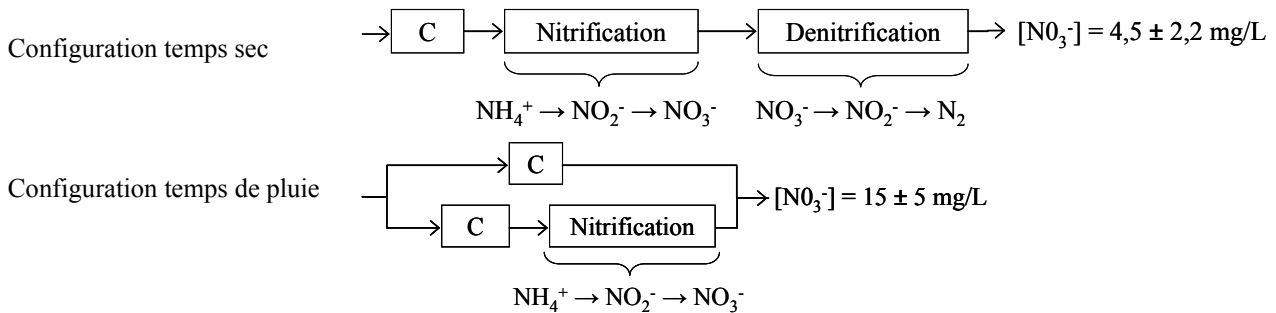 Configuration temps sec
C
Nitrification
Denitrification
[N0₃⁻] = 4,5 ± 2,2 mg/L
NH₄⁺ → NO₂⁻ → NO₃⁻
NO₃⁻ → NO₂⁻ → N₂
Configuration temps de pluie
C
C
Nitrification
[N0₃⁻] = 15 ± 5 mg/L
NH₄⁺ → NO₂⁻ → NO₃⁻